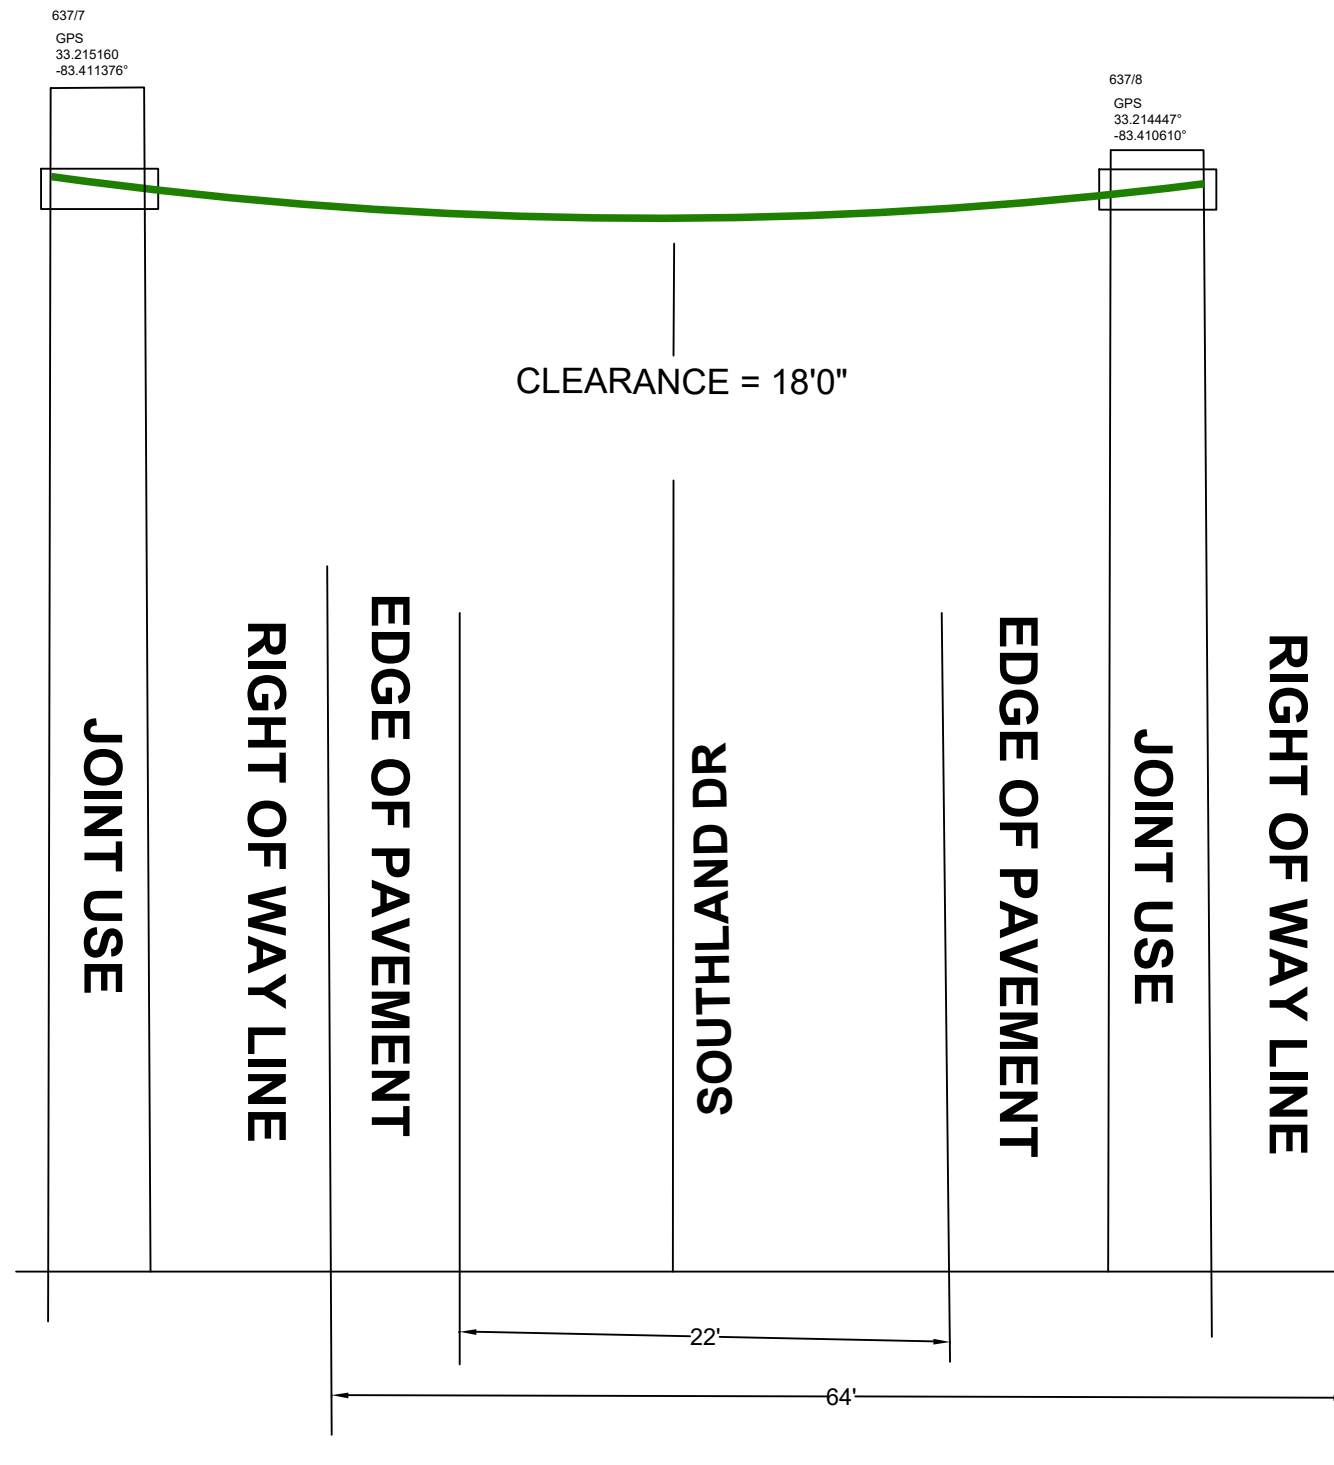 637/7
GPS
33.215160
-83.411376°
637/8
GPS
33.214447°
-83.410610°
CLEARANCE = 18'0"
JOINT USE
RIGHT OF WAY LINE
EDGE OF PAVEMENT
SOUTHLAND DR
EDGE OF PAVEMENT
JOINT USE
RIGHT OF WAY LINE
22'
64'